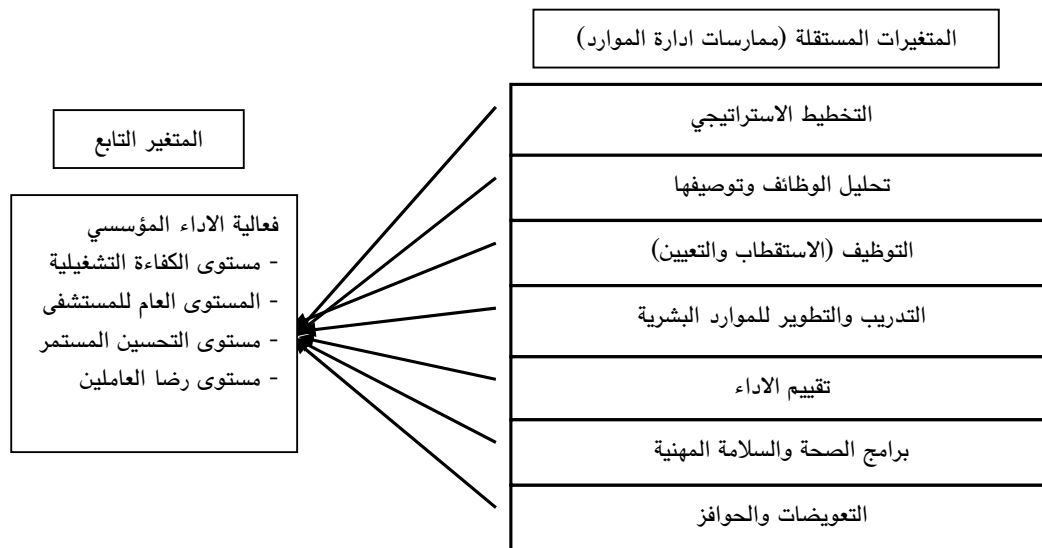 المتغيرات المستقلة (ممارسات ادارة الموارد)
التخطيط الاستراتيجي
تحليل الوظائف وتوصيفها
التوظيف (الاستقطاب والتعيين)
التدريب والتطوير للموارد البشرية
تقييم الاداء
برامج الصحة والسلامة المهنية
التعويضات والحوافز
المتغير التابع
فعالية الاداء المؤسسي
- مستوى الكفاءة التشغيلية
- المستوى العام للمستشفى
- مستوى التحسين المستمر
- مستوى رضا العاملين